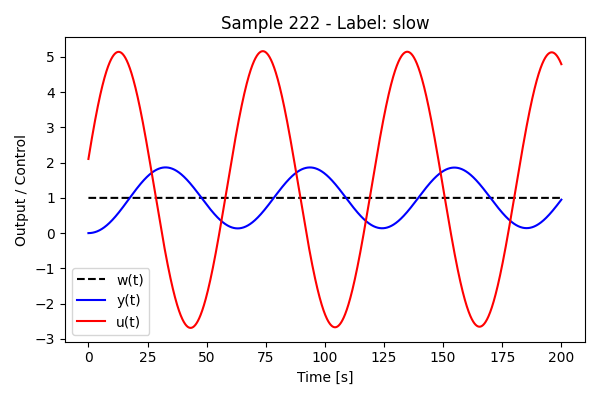 Sample 222 - Label: slow
Output / Control
5
4
3
2
1
0
−1
−2
−3
w(t)
y(t)
u(t)
0 25 50 75 100 125 150 175 200
Time [s]